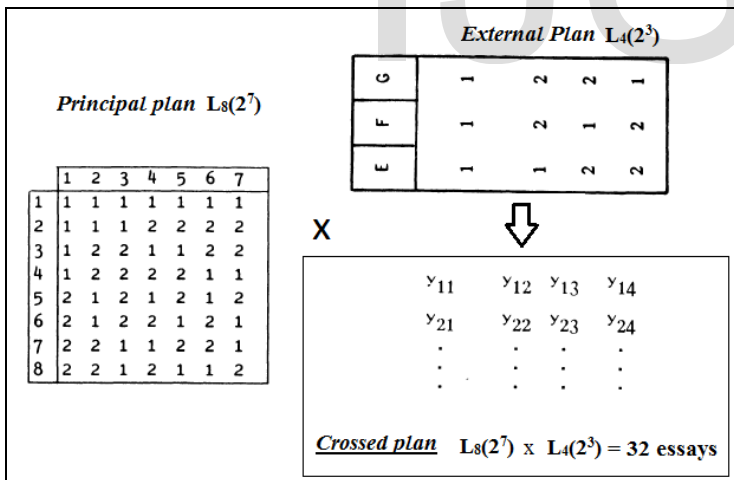 External Plan L₄(2³)
G 1 2 2 1
F 1 2 1 2
E 1 1 2 2
Principal plan L₈(2⁷)
1 2 3 4 5 6 7
1 1 1 1 1 1 1 1
2 1 1 1 2 2 2 2
3 1 2 2 1 1 2 2
4 1 2 2 2 2 1 1
5 2 1 2 1 2 1 2
6 2 1 2 2 1 2 1
7 2 2 1 1 2 2 1
8 2 2 1 2 1 1 2
X
y₁₁ y₁₂ y₁₃ y₁₄
y₂₁ y₂₂ y₂₃ y₂₄
. . . .
. . . .
. . . .
Crossed plan L₈(2⁷) x L₄(2³) = 32 essays